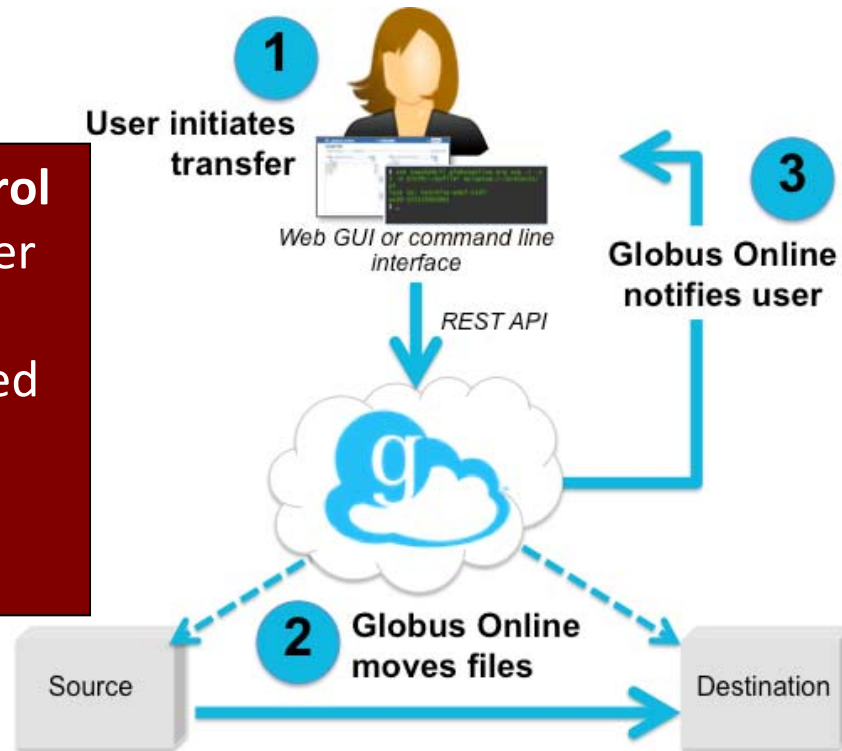 1
User initiates
transfer
Web GUI or command line
interface
REST API
rol
er
ed
3
Globus Online
notifies user
g
2
Globus Online
moves files
Source
Destination